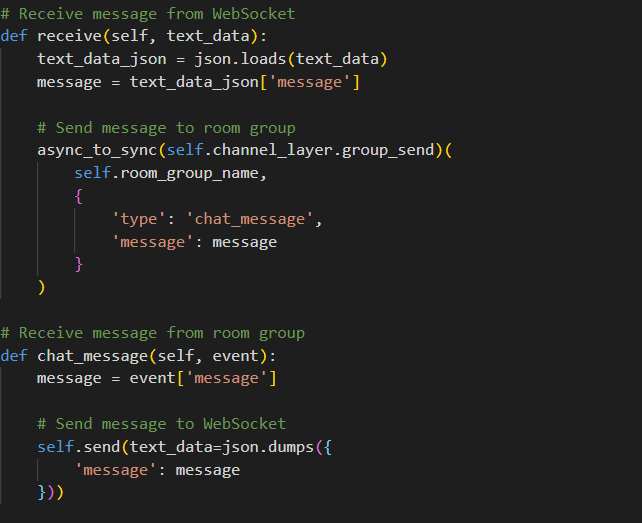 # Receive message from WebSocket
def receive(self, text_data):
    text_data_json = json.loads(text_data)
    message = text_data_json['message']

    # Send message to room group
    async_to_sync(self.channel_layer.group_send)(
        self.room_group_name,
        {
            'type': 'chat_message',
            'message': message
        }
    )

# Receive message from room group
def chat_message(self, event):
    message = event['message']

    # Send message to WebSocket
    self.send(text_data=json.dumps({
        'message': message
    }))